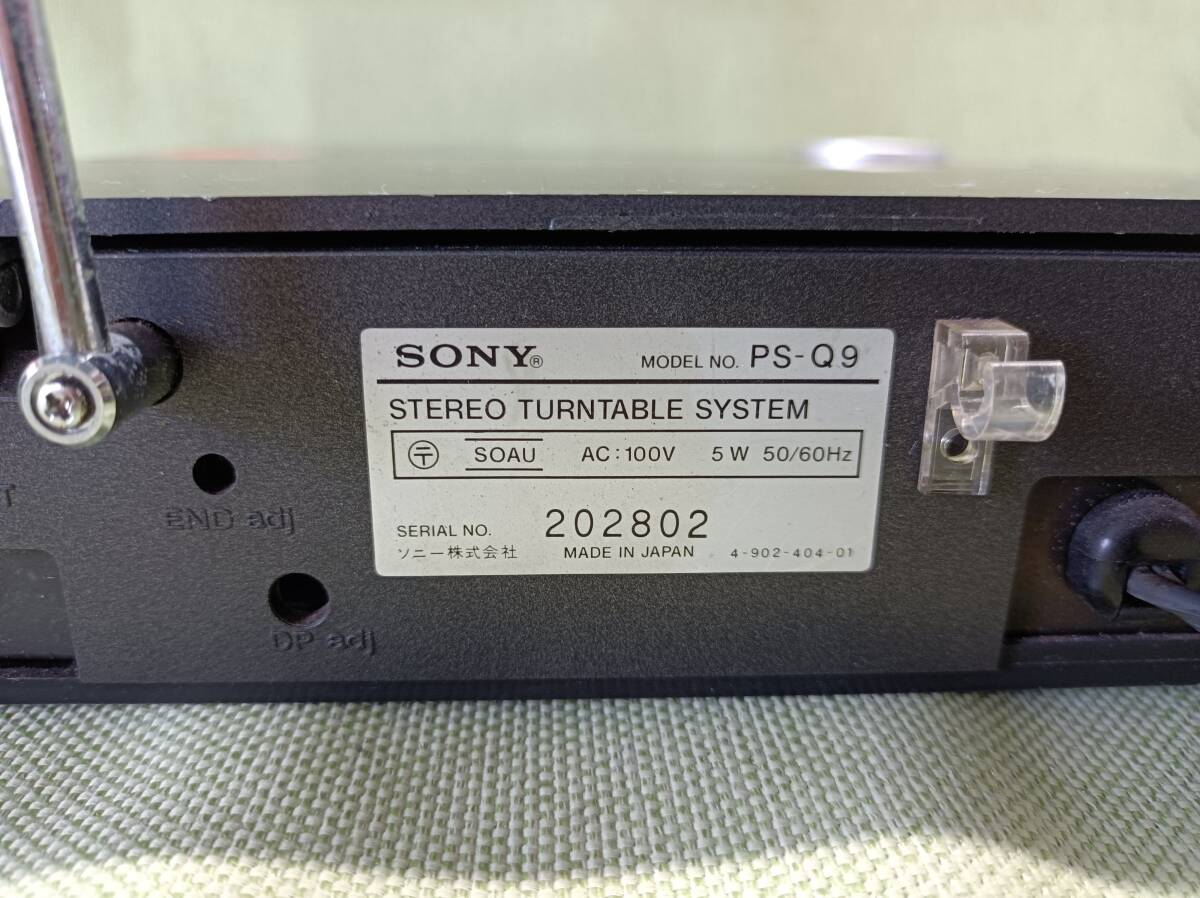 SONY® MODEL NO. PS-Q9
STEREO TURNTABLE SYSTEM
〒 SOAU AC:100V 5W 50/60Hz
SERIAL NO. 202802
ソニー株式会社 MADE IN JAPAN 4-902-404-01
T
END adj
DP adj